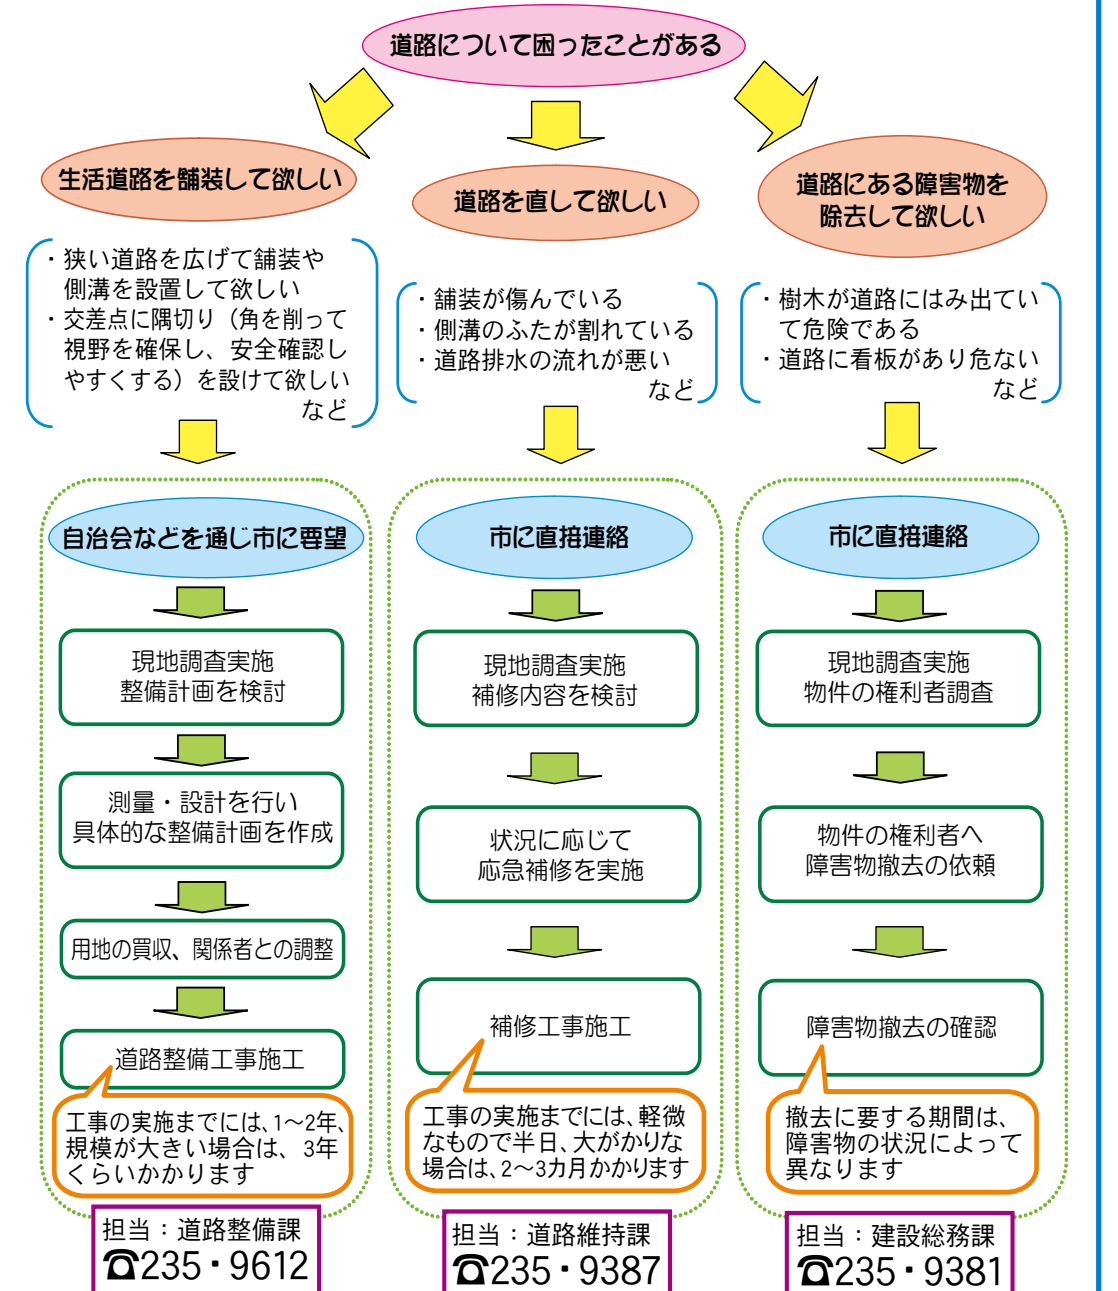 道路について困ったことがある
生活道路を舗装して欲しい
・狭い道路を広げて舗装や
側溝を設置して欲しい
・交差点に隅切り（角を削って
視野を確保し、安全確認し
やすくする）を設けて欲しい
など
自治会などを通じ市に要望
現地調査実施
整備計画を検討
測量・設計を行い
具体的な整備計画を作成
用地の買収、関係者との調整
道路整備工事施工
工事の実施までには、1〜2年、
規模が大きい場合は、3年
くらいかかります
担当：道路整備課
☎235・9612
道路を直して欲しい
・舗装が傷んでいる
・側溝のふたが割れている
・道路排水の流れが悪い
など
市に直接連絡
現地調査実施
補修内容を検討
状況に応じて
応急補修を実施
補修工事施工
工事の実施までには、軽微
なもので半日、大がかりな
場合は、2〜3カ月かかります
担当：道路維持課
☎235・9387
道路にある障害物を
除去して欲しい
・樹木が道路にはみ出てい
て危険である
・道路に看板があり危ない
など
市に直接連絡
現地調査実施
物件の権利者調査
物件の権利者へ
障害物撤去の依頼
障害物撤去の確認
撤去に要する期間は、
障害物の状況によって
異なります
担当：建設総務課
☎235・9381